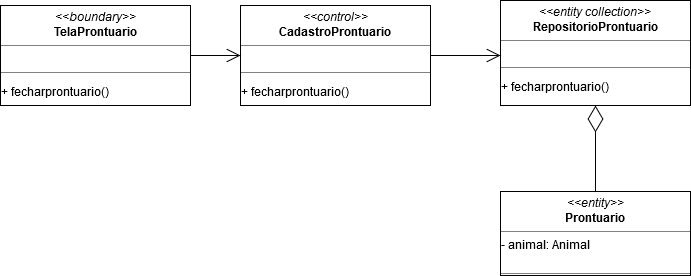 <<boundary>>
TelaProntuario
+ fecharprontuario()
<<control>>
CadastroProntuario
+ fecharprontuario()
<<entity collection>>
RepositorioProntuario
+ fecharprontuario()
<<entity>>
Prontuario
- animal: Animal